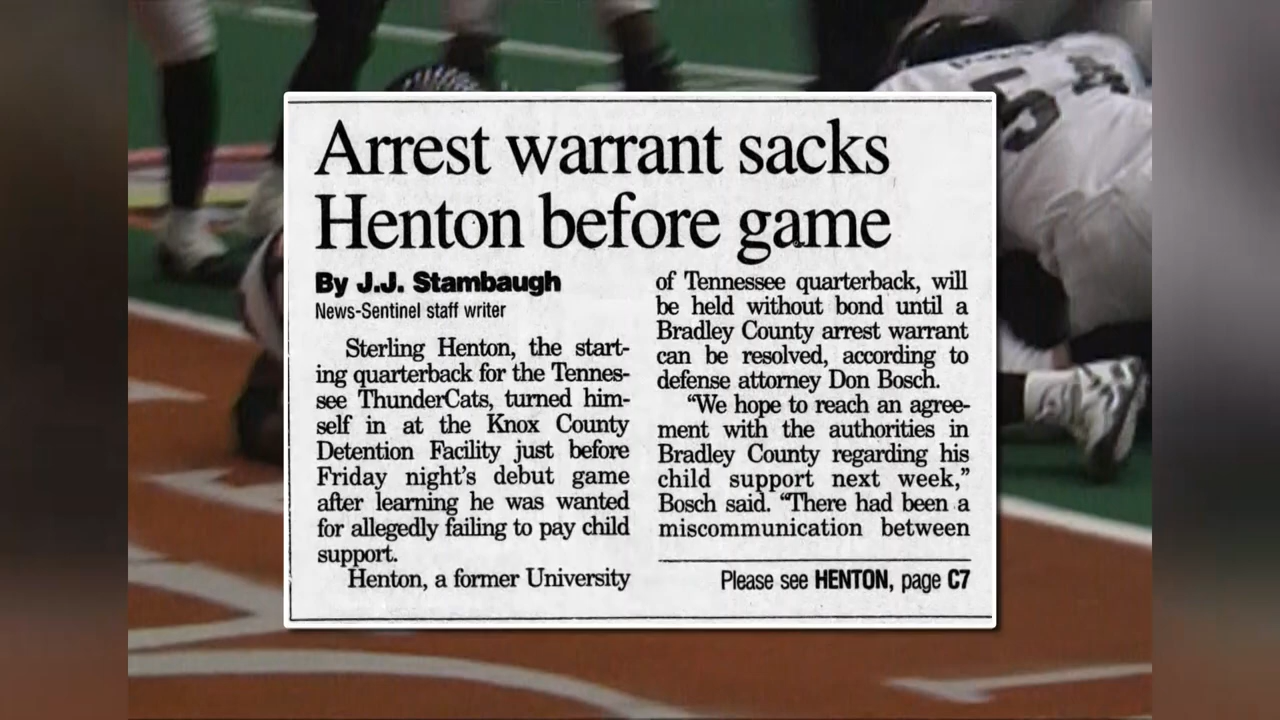 Arrest warrant sacks
Henton before game
By J.J. Stambaugh
News-Sentinel staff writer
Sterling Henton, the start-
ing quarterback for the Tennes-
see ThunderCats, turned him-
self in at the Knox County
Detention Facility just before
Friday night's debut game
after learning he was wanted
for allegedly failing to pay child
support.
Henton, a former University
of Tennessee quarterback, will
be held without bond until a
Bradley County arrest warrant
can be resolved, according to
defense attorney Don Bosch.
“We hope to reach an agree-
ment with the authorities in
Bradley County regarding his
child support next week,”
Bosch said. “There had been a
miscommunication between
Please see HENTON, page C7
54